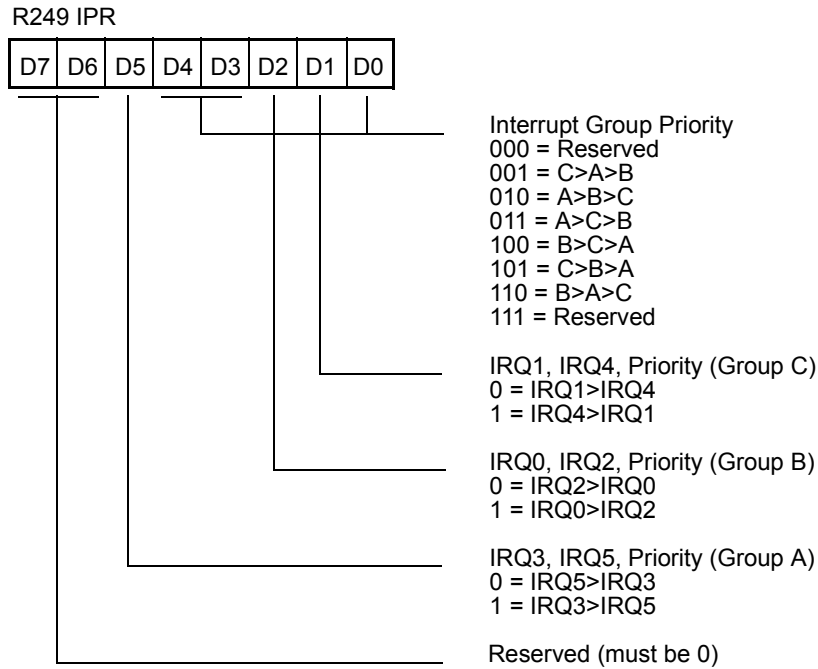 R249 IPR
D7 D6 D5 D4 D3 D2 D1 D0
Interrupt Group Priority
000 = Reserved
001 = C>A>B
010 = A>B>C
011 = A>C>B
100 = B>C>A
101 = C>B>A
110 = B>A>C
111 = Reserved
IRQ1, IRQ4, Priority (Group C)
0 = IRQ1>IRQ4
1 = IRQ4>IRQ1
IRQ0, IRQ2, Priority (Group B)
0 = IRQ2>IRQ0
1 = IRQ0>IRQ2
IRQ3, IRQ5, Priority (Group A)
0 = IRQ5>IRQ3
1 = IRQ3>IRQ5
Reserved (must be 0)